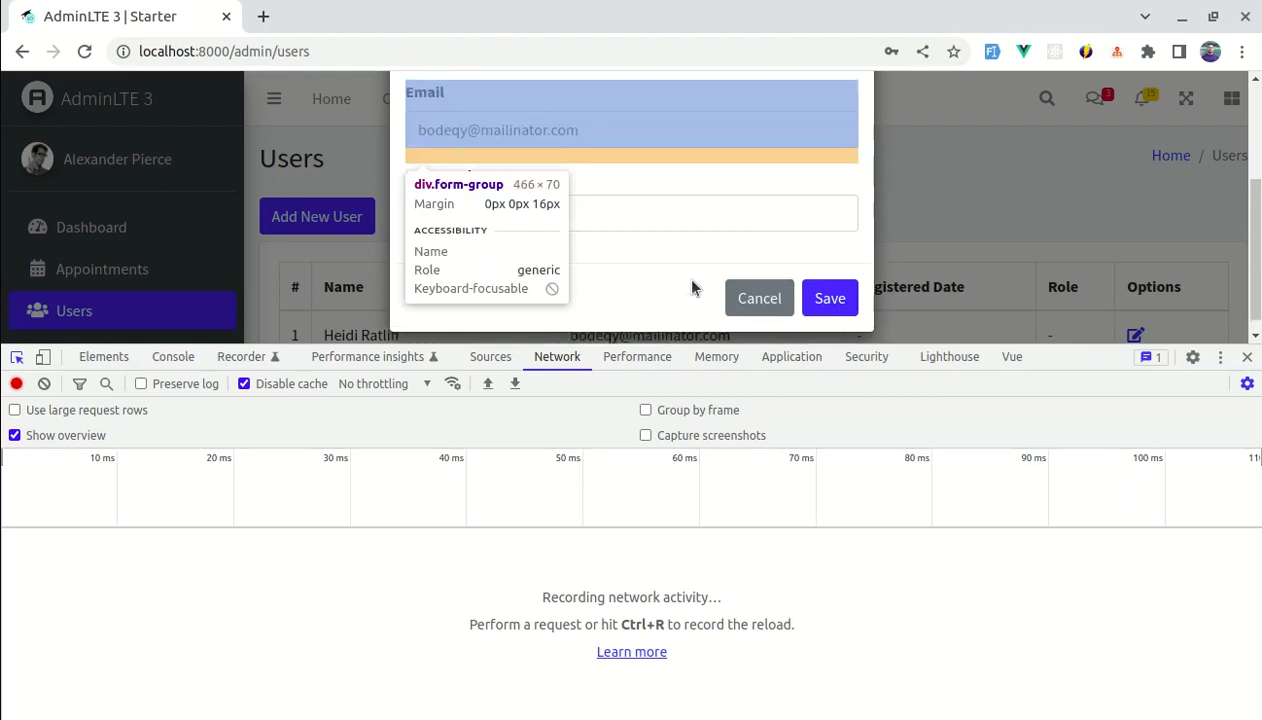 AdminLTE 3 | Starter
localhost:8000/admin/users
AdminLTE 3
Home
3
15
Alexander Pierce
Users
Home / Users
Add New User
Dashboard
Appointments
Users
Email
bodeqy@mailinator.com
div.form-group 466 × 70
Margin 0px 0px 16px
ACCESSIBILITY
Name
Role generic
Keyboard-focusable
Cancel
Save
# Name gistered Date Role Options
1 Heidi Ratliff bodeqy@mailinator.com - -
Elements Console Recorder Performance insights Sources Network Performance Memory Application Security Lighthouse Vue 1
Preserve log Disable cache No throttling
Use large request rows Group by frame
Show overview Capture screenshots
10 ms 20 ms 30 ms 40 ms 50 ms 60 ms 70 ms 80 ms 90 ms 100 ms 11
Recording network activity…
Perform a request or hit Ctrl+R to record the reload.
Learn more